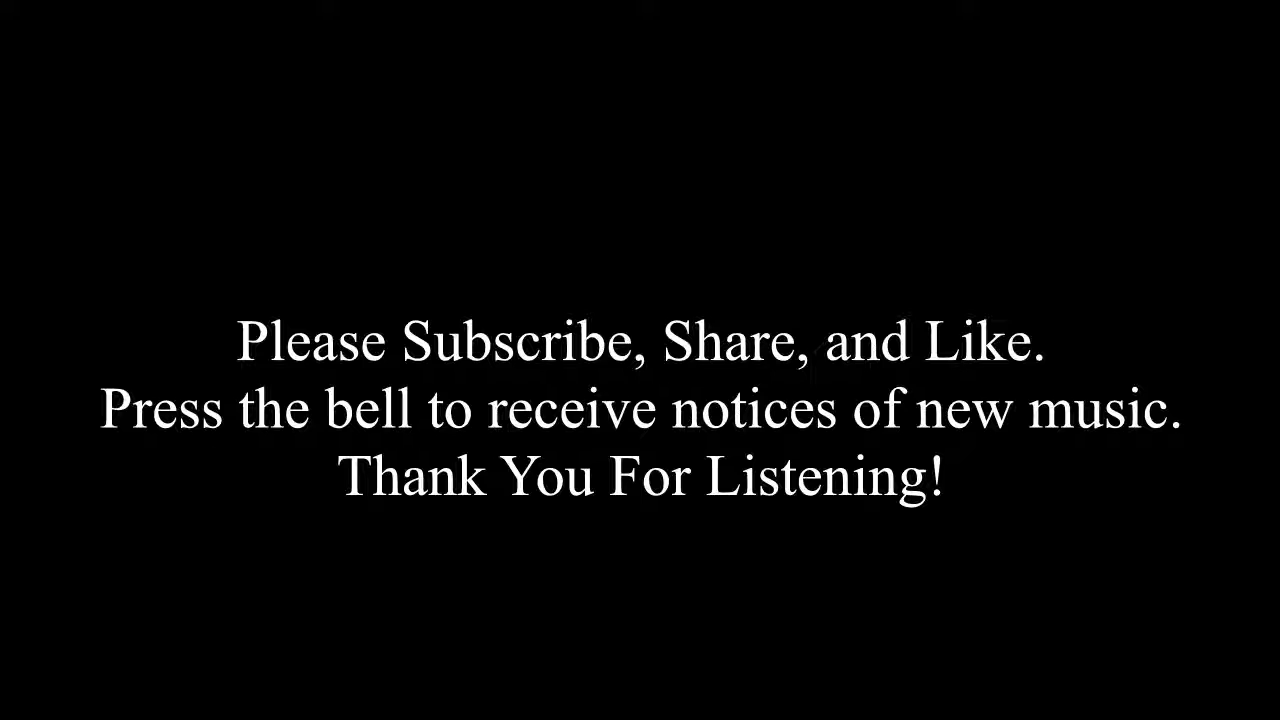 Please Subscribe, Share, and Like.
Press the bell to receive notices of new music.
Thank You For Listening!